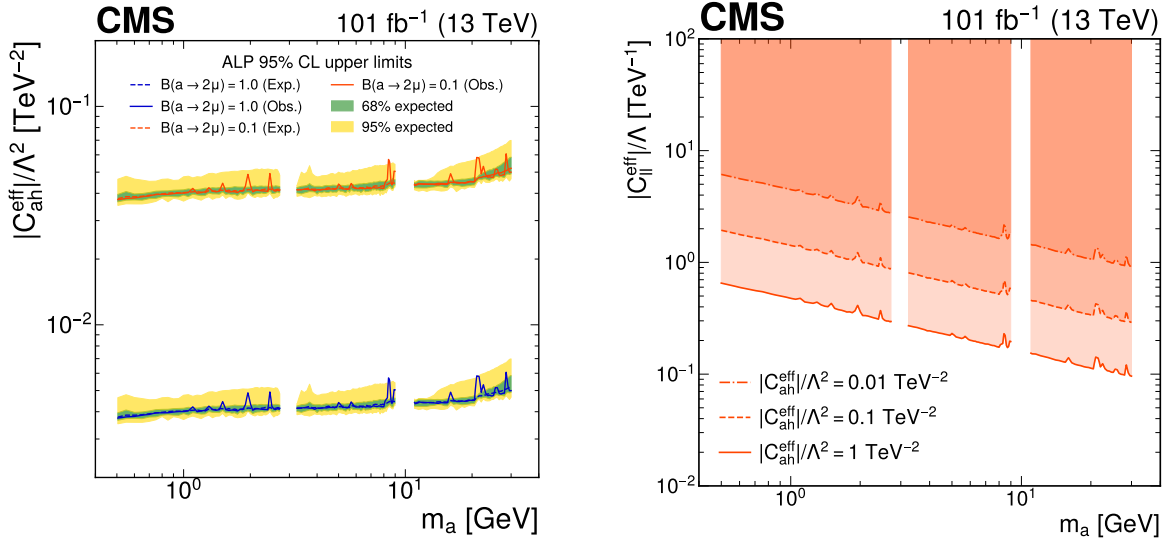 CMS 101 fb⁻¹ (13 TeV)
ALP 95% CL upper limits
B(a → 2μ) = 1.0 (Exp.)
B(a → 2μ) = 1.0 (Obs.)
B(a → 2μ) = 0.1 (Exp.)
B(a → 2μ) = 0.1 (Obs.)
68% expected
95% expected
|C_ah^eff|/Λ² [TeV⁻²]
10⁻¹
10⁻²
10⁰ 10¹
mₐ [GeV]
CMS 101 fb⁻¹ (13 TeV)
|C_ll^eff|/Λ [TeV⁻¹]
10²
10¹
10⁰
10⁻¹
10⁻²
|C_ah^eff|/Λ² = 0.01 TeV⁻²
|C_ah^eff|/Λ² = 0.1 TeV⁻²
|C_ah^eff|/Λ² = 1 TeV⁻²
10⁰ 10¹
mₐ [GeV]